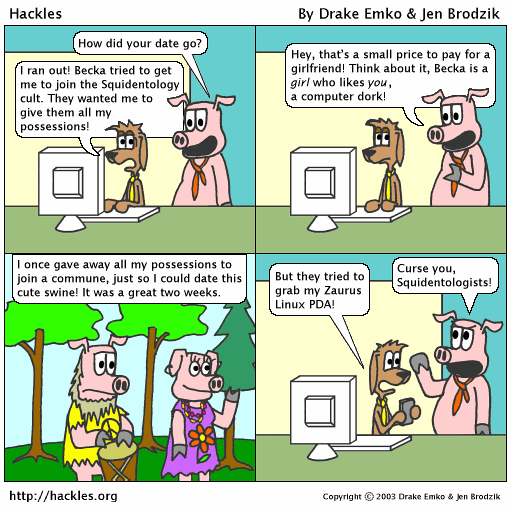 Hackles
By Drake Emko & Jen Brodzik
How did your date go?
I ran out! Becka tried to get
me to join the Squidentology
cult. They wanted me to
give them all my
possessions!
Hey, that's a small price to pay for a
girlfriend! Think about it, Becka is a
girl who likes you,
a computer dork!
I once gave away all my possessions to
join a commune, just so I could date this
cute swine! It was a great two weeks.
But they tried to
grab my Zaurus
Linux PDA!
Curse you,
Squidentologists!
http://hackles.org
Copyright © 2003 Drake Emko & Jen Brodzik